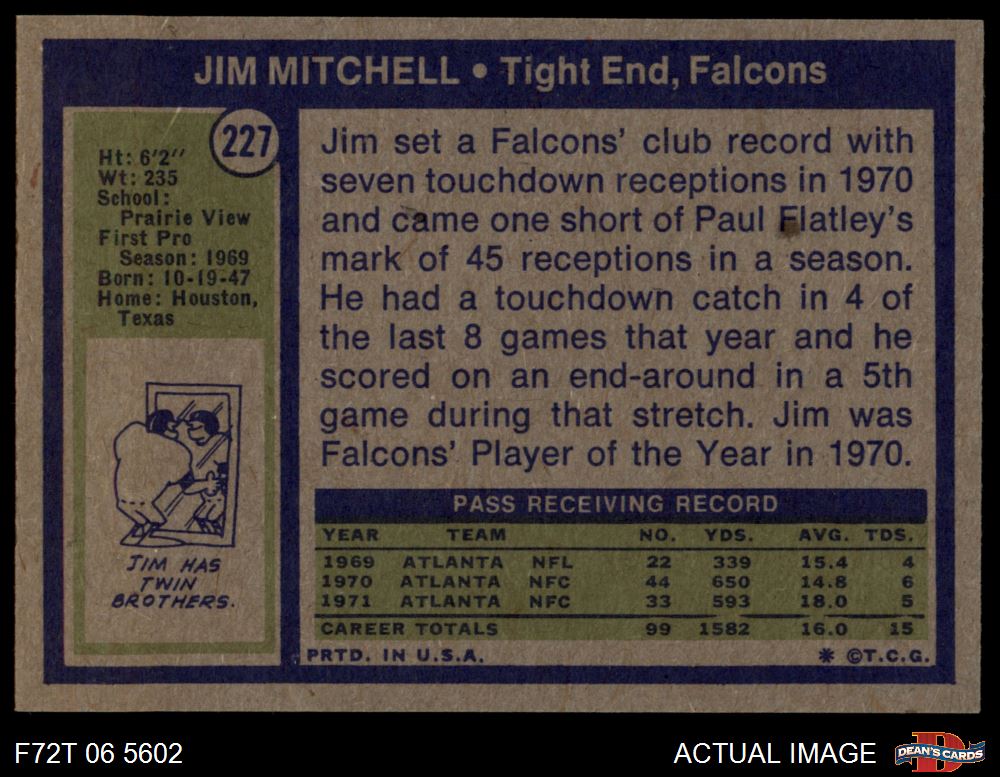 JIM MITCHELL • Tight End, Falcons
227
Ht: 6'2''
Wt: 235
School:
Prairie View
First Pro
Season: 1969
Born: 10-19-47
Home: Houston,
Texas
JIM HAS
TWIN
BROTHERS.
Jim set a Falcons' club record with
seven touchdown receptions in 1970
and came one short of Paul Flatley's
mark of 45 receptions in a season.
He had a touchdown catch in 4 of
the last 8 games that year and he
scored on an end-around in a 5th
game during that stretch. Jim was
Falcons' Player of the Year in 1970.
PASS RECEIVING RECORD
YEAR TEAM NO. YDS. AVG. TDS.
1969 ATLANTA NFL 22 339 15.4 4
1970 ATLANTA NFC 44 650 14.8 6
1971 ATLANTA NFC 33 593 18.0 5
CAREER TOTALS 99 1582 16.0 15
PRTD. IN U.S.A. * ©T.C.G.
F72T 06 5602
ACTUAL IMAGE
D
DEAN'S CARDS